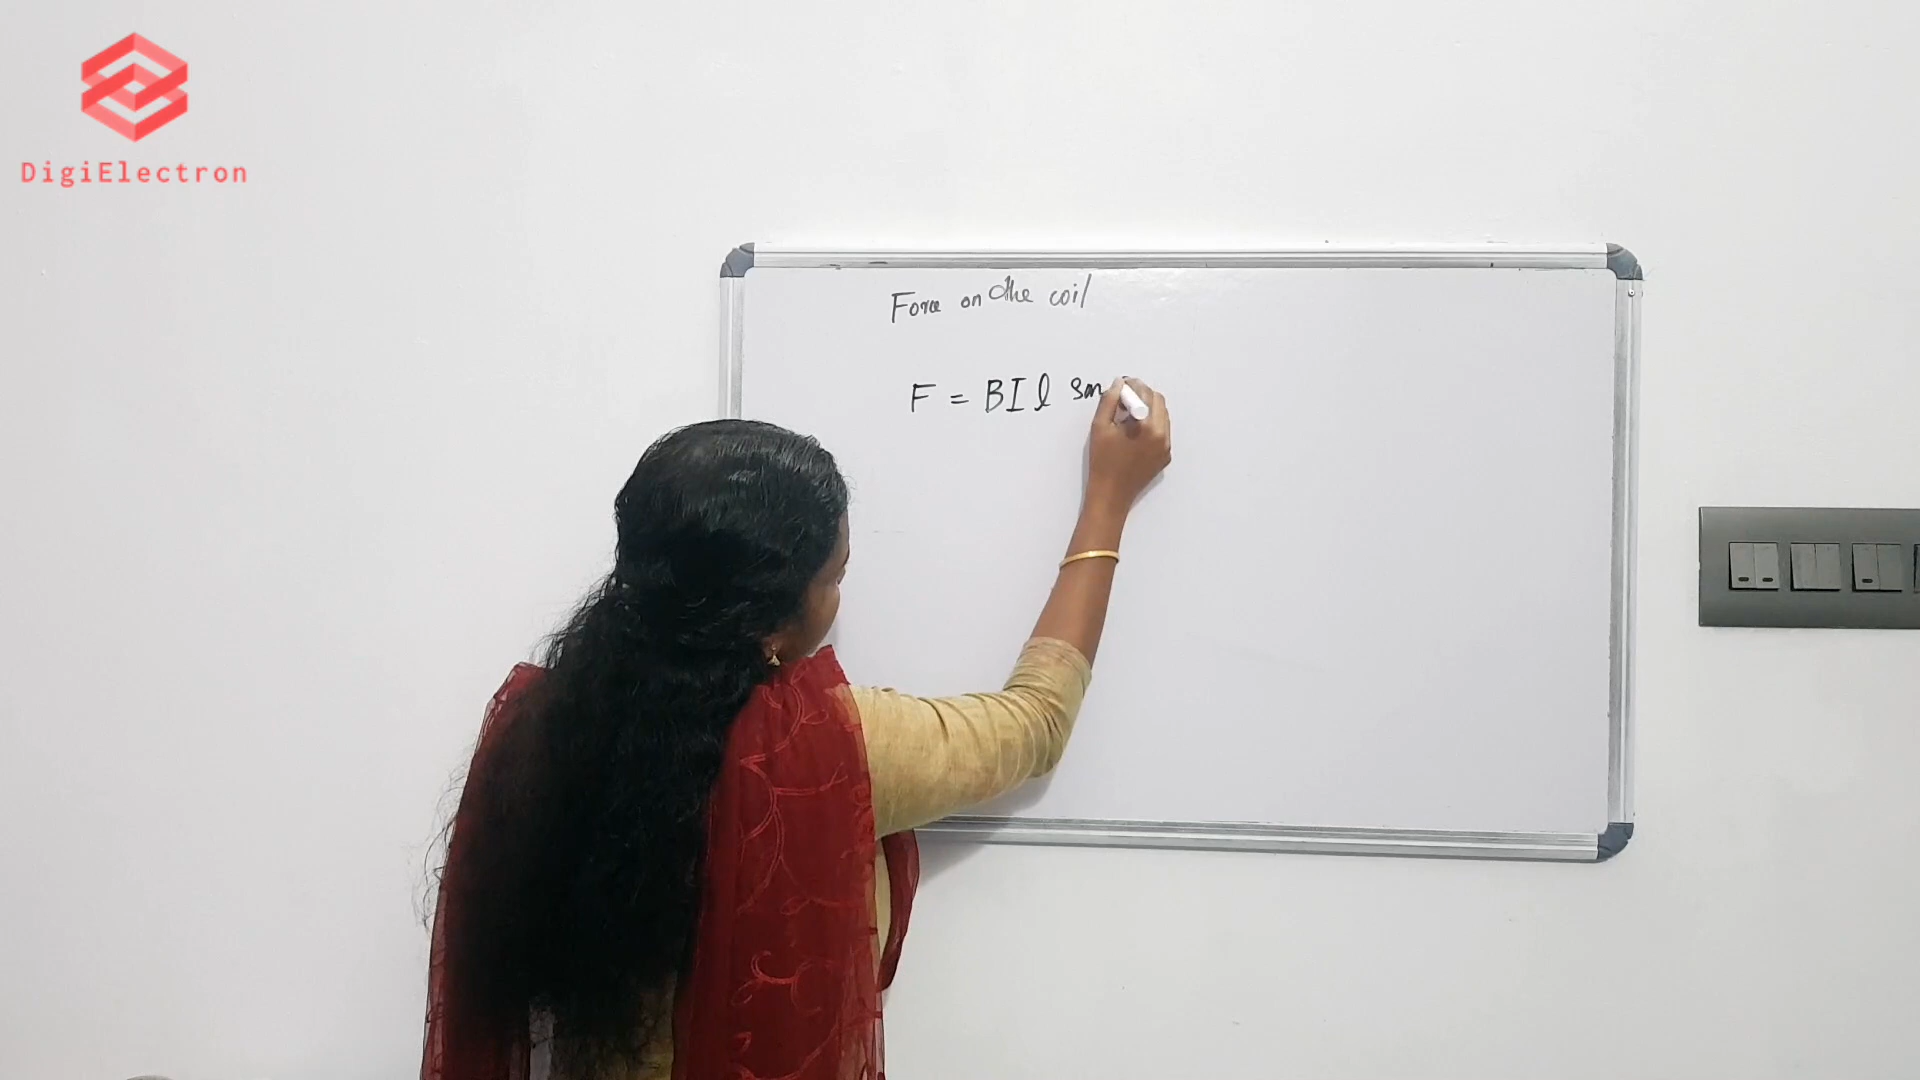 DigiElectron
Force on the coil
F = BIl sin